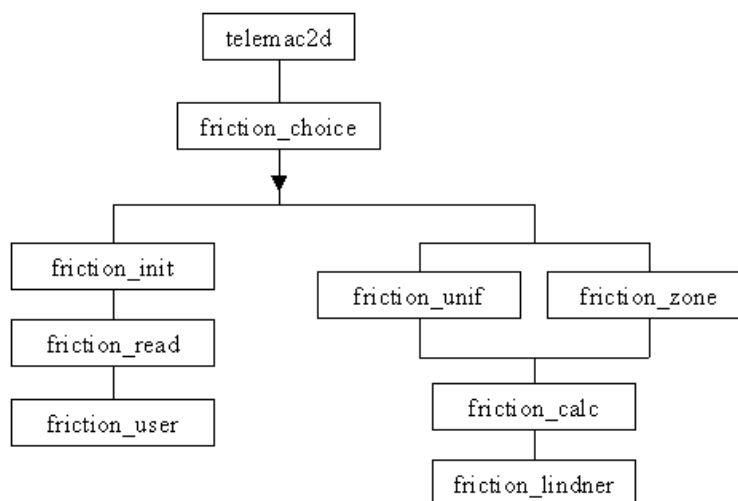 telemac2d
friction_choice
friction_init
friction_unif
friction_zone
friction_read
friction_calc
friction_user
friction_lindner